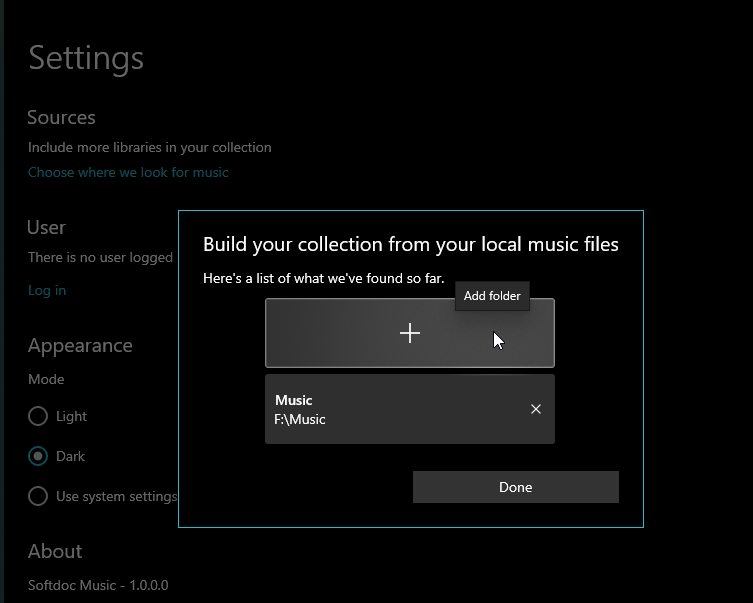 Settings
Sources
Include more libraries in your collection
Choose where we look for music
User
There is no user logged
Log in
Appearance
Mode
Light
Dark
Use system settings
About
Softdoc Music - 1.0.0.0
Build your collection from your local music files
Here's a list of what we've found so far.
Add folder
Music
F:\Music
Done